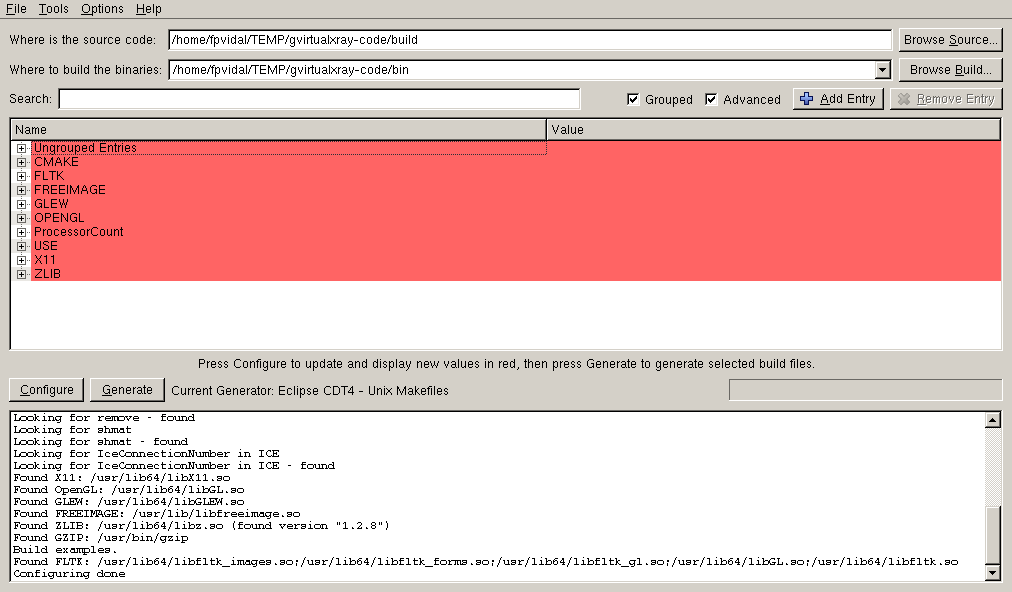 File Tools Options Help
Where is the source code: /home/fpvidal/TEMP/gvirtualxray-code/build Browse Source...
Where to build the binaries: /home/fpvidal/TEMP/gvirtualxray-code/bin Browse Build...
Search: Grouped Advanced Add Entry Remove Entry
Name Value
Ungrouped Entries
CMAKE
FLTK
FREEIMAGE
GLEW
OPENGL
ProcessorCount
USE
X11
ZLIB
Press Configure to update and display new values in red, then press Generate to generate selected build files.
Configure Generate Current Generator: Eclipse CDT4 - Unix Makefiles
Looking for remove - found
Looking for shmat
Looking for shmat - found
Looking for IceConnectionNumber in ICE
Looking for IceConnectionNumber in ICE - found
Found X11: /usr/lib64/libX11.so
Found OpenGL: /usr/lib64/libGL.so
Found GLEW: /usr/lib64/libGLEW.so
Found FREEIMAGE: /usr/lib/libfreeimage.so
Found ZLIB: /usr/lib64/libz.so (found version "1.2.8")
Found GZIP: /usr/bin/gzip
Build examples.
Found FLTK: /usr/lib64/libfltk_images.so;/usr/lib64/libfltk_forms.so;/usr/lib64/libfltk_gl.so;/usr/lib64/libGL.so;/usr/lib64/libfltk.so
Configuring done